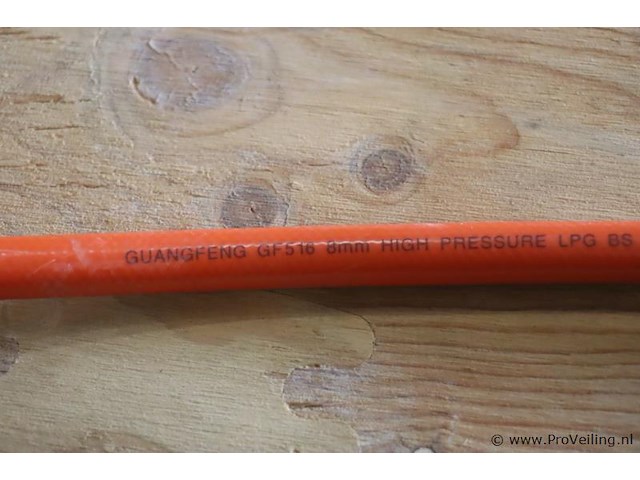 GUANGFENG GF516 8mm HIGH PRESSURE LPG BS
© www.ProVeiling.nl